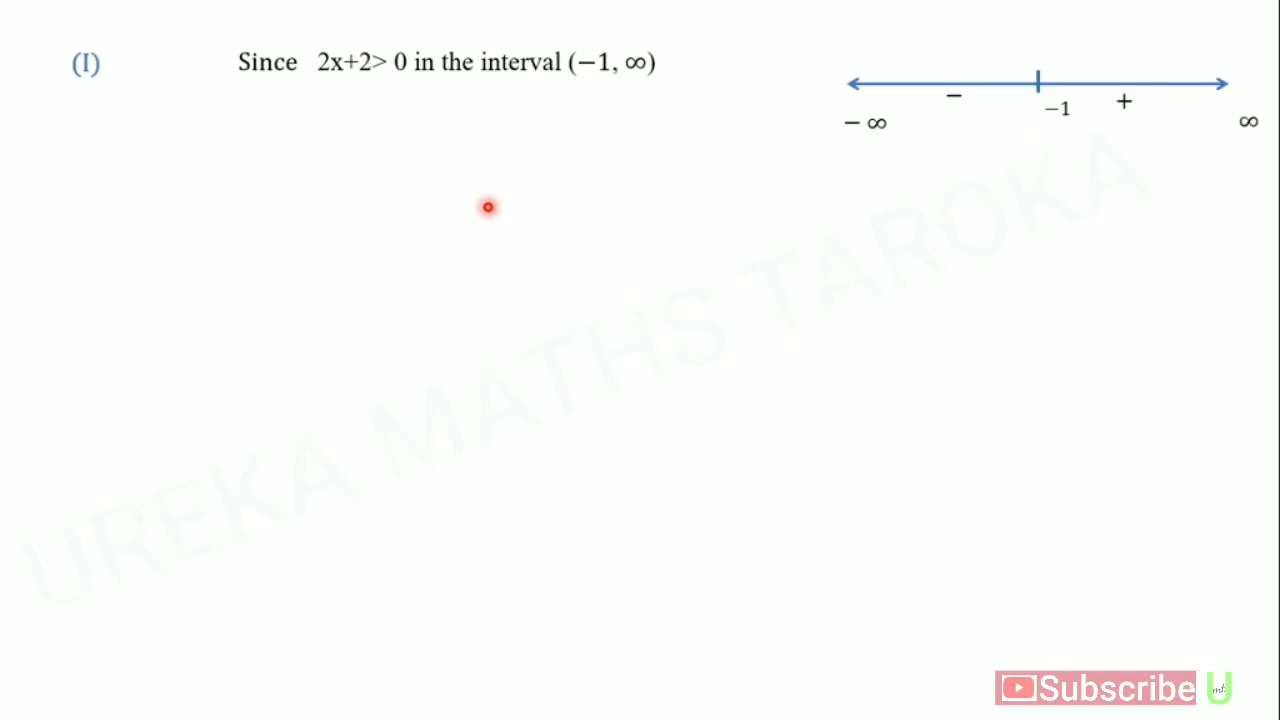 (I) Since 2x+2> 0 in the interval (−1, ∞)
− −1 +
− ∞ ∞
UREKA MATHS TAROKA
Subscribe U